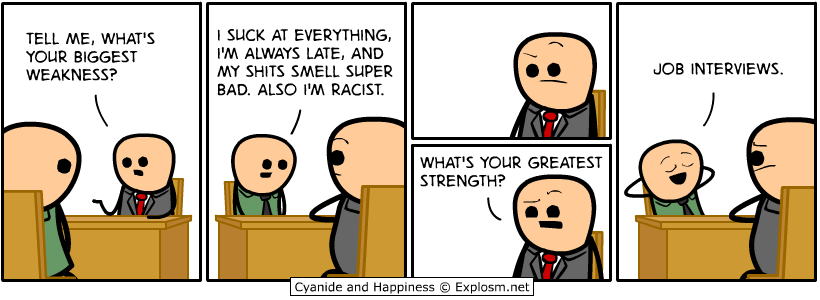 TELL ME, WHAT'S
YOUR BIGGEST
WEAKNESS?
I SUCK AT EVERYTHING,
I'M ALWAYS LATE, AND
MY SHITS SMELL SUPER
BAD. ALSO I'M RACIST.
WHAT'S YOUR GREATEST
STRENGTH?
JOB INTERVIEWS.
Cyanide and Happiness © Explosm.net